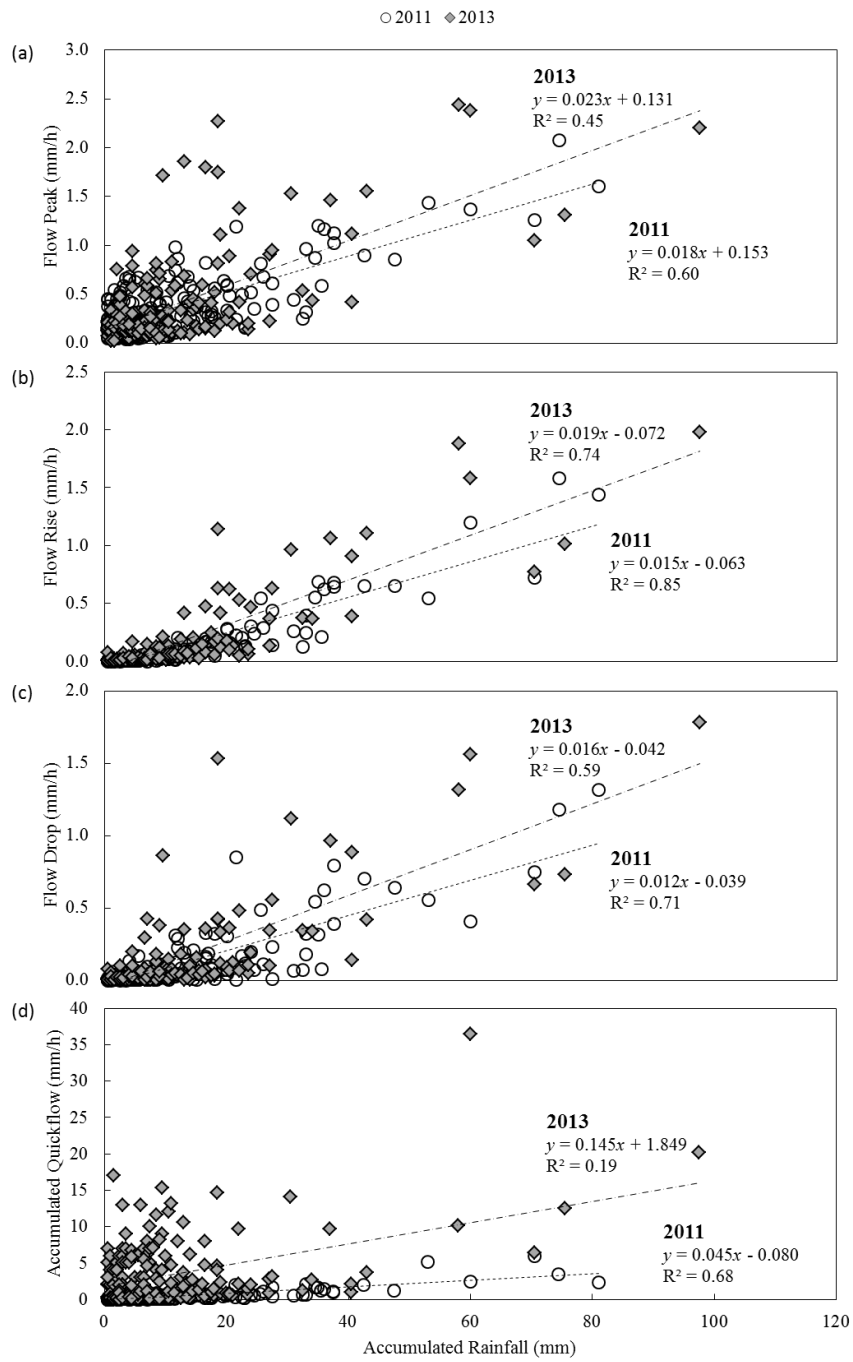 2011 2013
(a)
3.0
2.5
2.0
1.5
1.0
0.5
0.0
Flow Peak (mm/h)
2013
y = 0.023x + 0.131
R² = 0.45
2011
y = 0.018x + 0.153
R² = 0.60
(b)
2.5
2.0
1.5
1.0
0.5
0.0
Flow Rise (mm/h)
2013
y = 0.019x - 0.072
R² = 0.74
2011
y = 0.015x - 0.063
R² = 0.85
(c)
2.0
1.5
1.0
0.5
0.0
Flow Drop (mm/h)
2013
y = 0.016x - 0.042
R² = 0.59
2011
y = 0.012x - 0.039
R² = 0.71
(d)
40
35
30
25
20
15
10
5
0
Accumulated Quickflow (mm/h)
2013
y = 0.145x + 1.849
R² = 0.19
2011
y = 0.045x - 0.080
R² = 0.68
0 20 40 60 80 100 120
Accumulated Rainfall (mm)